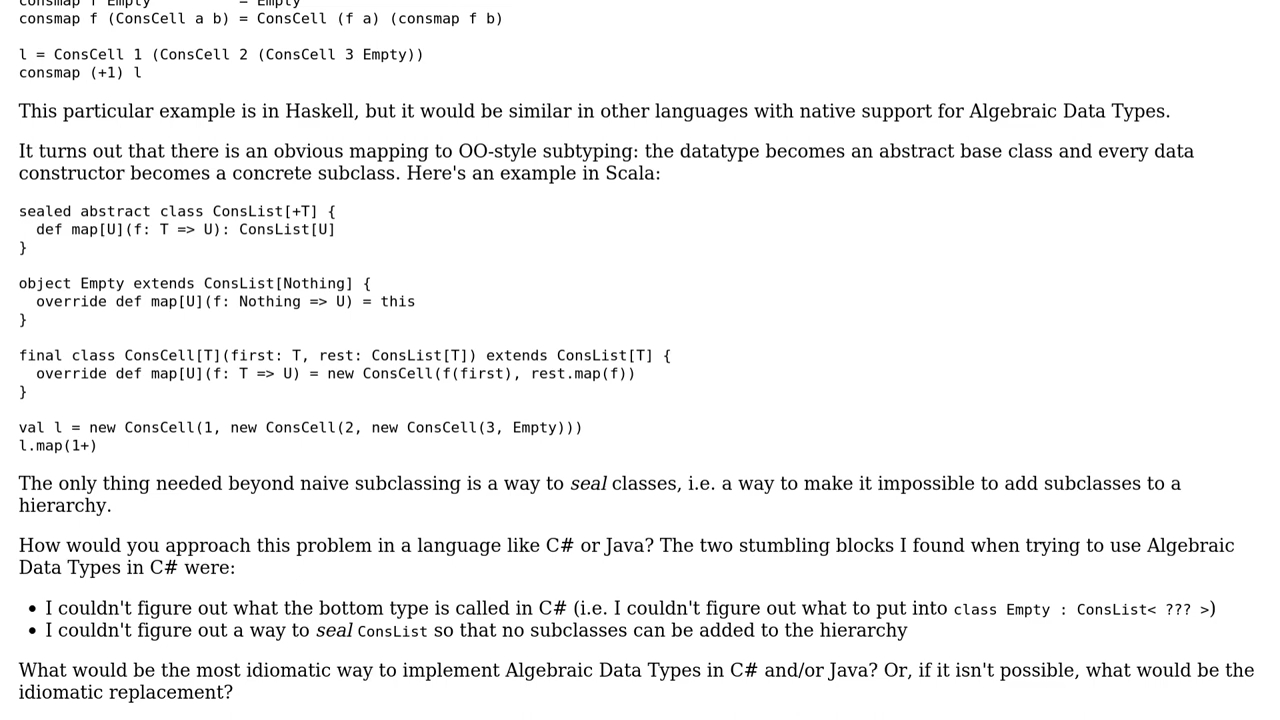 consmap f Empty          = Empty
consmap f (ConsCell a b) = ConsCell (f a) (consmap f b)
l = ConsCell 1 (ConsCell 2 (ConsCell 3 Empty))
consmap (+1) l
This particular example is in Haskell, but it would be similar in other languages with native support for Algebraic Data Types.
It turns out that there is an obvious mapping to OO-style subtyping: the datatype becomes an abstract base class and every data
constructor becomes a concrete subclass. Here's an example in Scala:
sealed abstract class ConsList[+T] {
  def map[U](f: T => U): ConsList[U]
}
object Empty extends ConsList[Nothing] {
  override def map[U](f: Nothing => U) = this
}
final class ConsCell[T](first: T, rest: ConsList[T]) extends ConsList[T] {
  override def map[U](f: T => U) = new ConsCell(f(first), rest.map(f))
}
val l = new ConsCell(1, new ConsCell(2, new ConsCell(3, Empty)))
l.map(1+)
The only thing needed beyond naive subclassing is a way to seal classes, i.e. a way to make it impossible to add subclasses to a
hierarchy.
How would you approach this problem in a language like C# or Java? The two stumbling blocks I found when trying to use Algebraic
Data Types in C# were:
• I couldn't figure out what the bottom type is called in C# (i.e. I couldn't figure out what to put into class Empty : ConsList< ??? >)
• I couldn't figure out a way to seal ConsList so that no subclasses can be added to the hierarchy
What would be the most idiomatic way to implement Algebraic Data Types in C# and/or Java? Or, if it isn't possible, what would be the
idiomatic replacement?